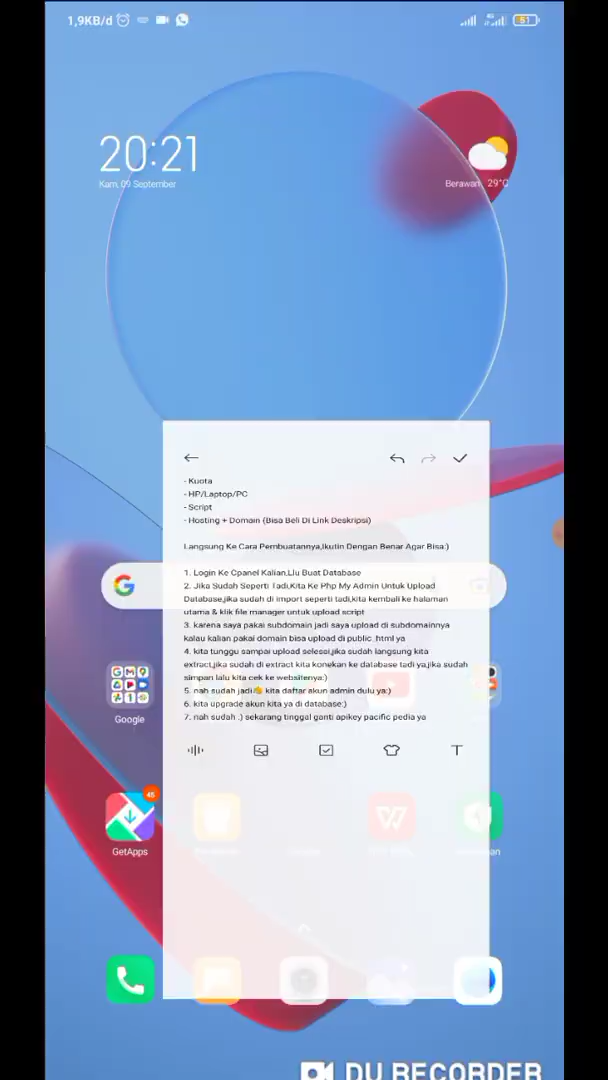 1,9KB/d
4G
51
20:21
Kam, 09 September
Berawan 29°C
- Kuota
- HP/Laptop/PC
- Script
- Hosting + Domain (Bisa Beli Di Link Deskripsi)
Langsung Ke Cara Pembuatannya,Ikutin Dengan Benar Agar Bisa:)
1. Login Ke Cpanel Kalian,Llu Buat Database
2. Jika Sudah Seperti Tadi,Kita Ke Php My Admin Untuk Upload
Database,jika sudah di import seperti tadi,kita kembali ke halaman
utama & klik file manager untuk upload script
3. karena saya pakai subdomain jadi saya upload di subdomainnya
kalau kalian pakai domain bisa upload di public_html ya
4. kita tunggu sampai upload selesai,jika sudah langsung kita
extract,jika sudah di extract kita konekan ke database tadi ya,jika sudah
simpan lalu kita cek ke websitenya:)
5. nah sudah jadi👏 kita daftar akun admin dulu ya:)
6. kita upgrade akun kita ya di database:)
7. nah sudah :) sekarang tinggal ganti apikey pacific pedia ya
T
Google
45
GetApps
DU RECORDER